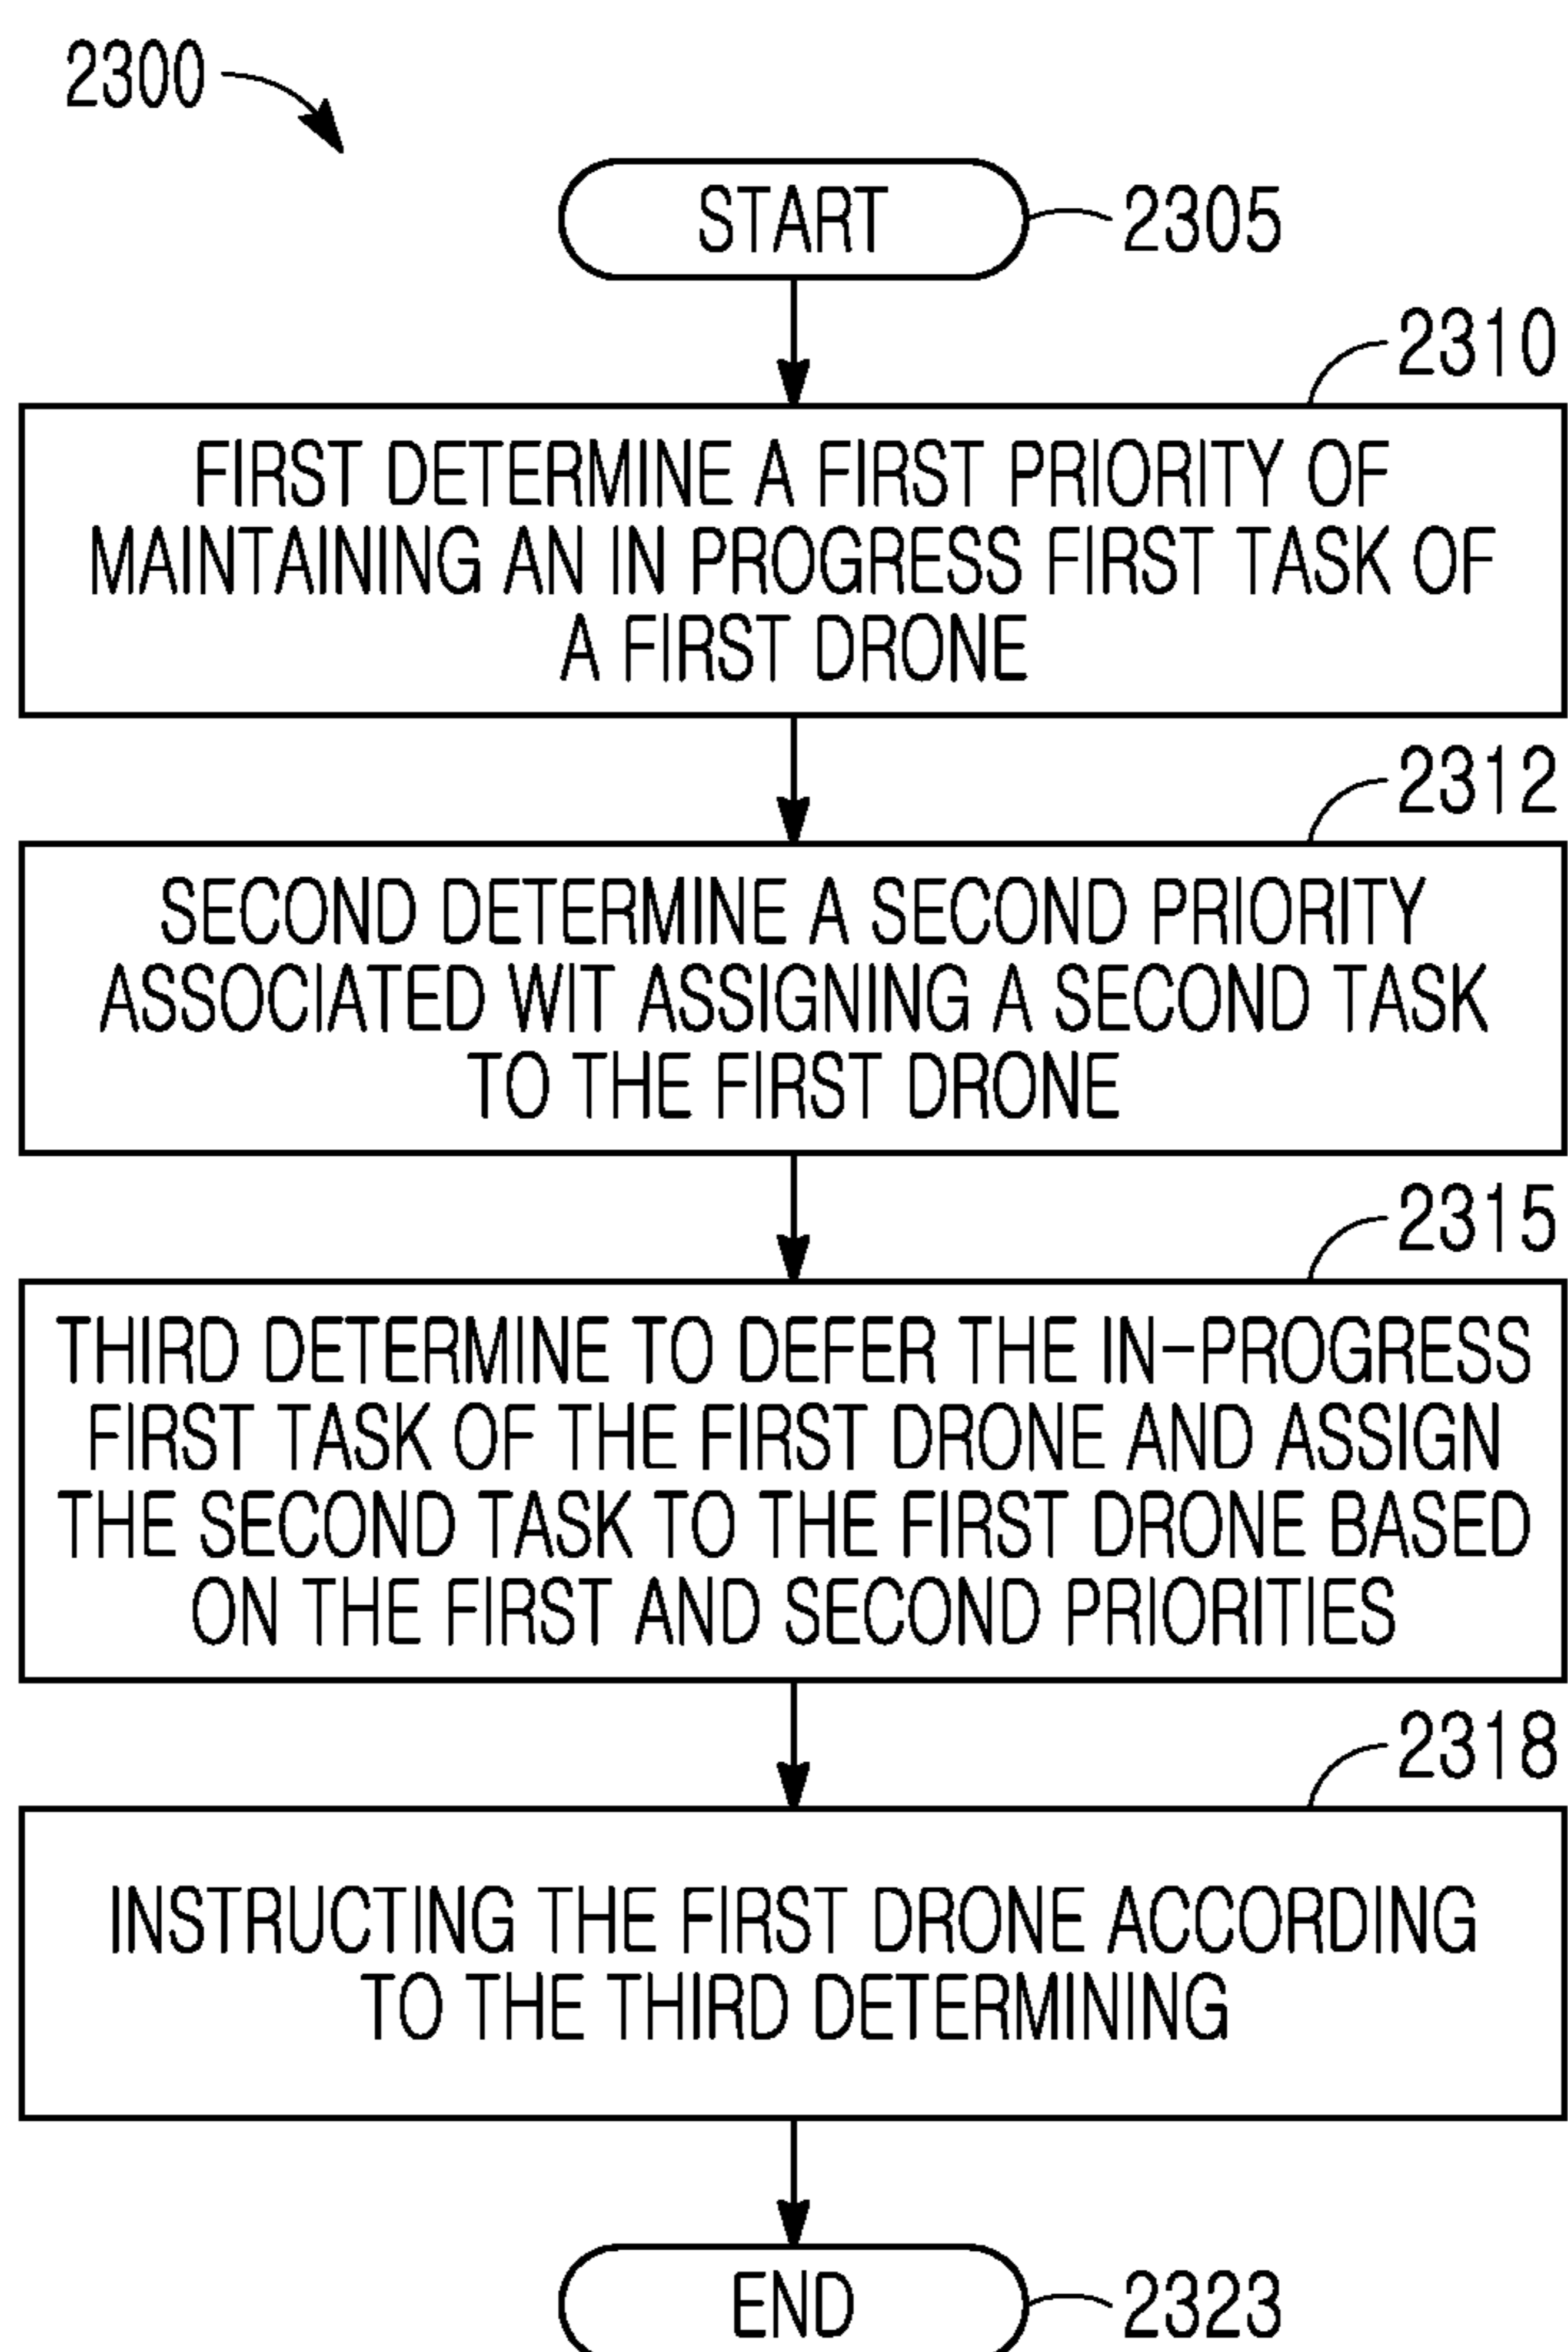 2300
START
2305
2310
FIRST DETERMINE A FIRST PRIORITY OF
MAINTAINING AN IN PROGRESS FIRST TASK OF
A FIRST DRONE
2312
SECOND DETERMINE A SECOND PRIORITY
ASSOCIATED WIT ASSIGNING A SECOND TASK
TO THE FIRST DRONE
2315
THIRD DETERMINE TO DEFER THE IN-PROGRESS
FIRST TASK OF THE FIRST DRONE AND ASSIGN
THE SECOND TASK TO THE FIRST DRONE BASED
ON THE FIRST AND SECOND PRIORITIES
2318
INSTRUCTING THE FIRST DRONE ACCORDING
TO THE THIRD DETERMINING
END
2323